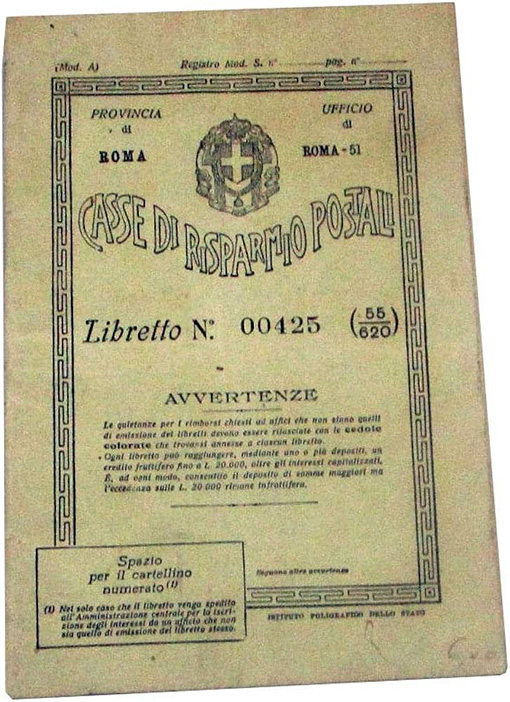 (Mod. A)
Registro Mod. S. n° pag. n°
PROVINCIA
di
ROMA
UFFICIO
di
ROMA - 51
CASSE DI RISPARMIO POSTALI
Libretto N.° 00425 (55/620)
AVVERTENZE
Le quietanze per i rimborsi chiesti ad uffici che non siano quelli
di emissione dei libretti devono essere rilasciate con le cedole
colorate che trovansi annesse a ciascun libretto.
Ogni libretto può raggiungere, mediante uno o più depositi, un
credito fruttifero fino a L. 20.000, oltre gli interessi capitalizzati.
È, ad ogni modo, consentito il deposito di somme maggiori ma
l'eccedenza sulle L. 20.000 rimane infruttifera.
Seguono altre avvertenze
Spazio
per il cartellino
numerato (1)
(1) Nel solo caso che il libretto venga spedito
all'Amministrazione centrale per la iscri-
zione degli interessi da un ufficio che non
sia quello di emissione del libretto stesso.
ISTITUTO POLIGRAFICO DELLO STATO